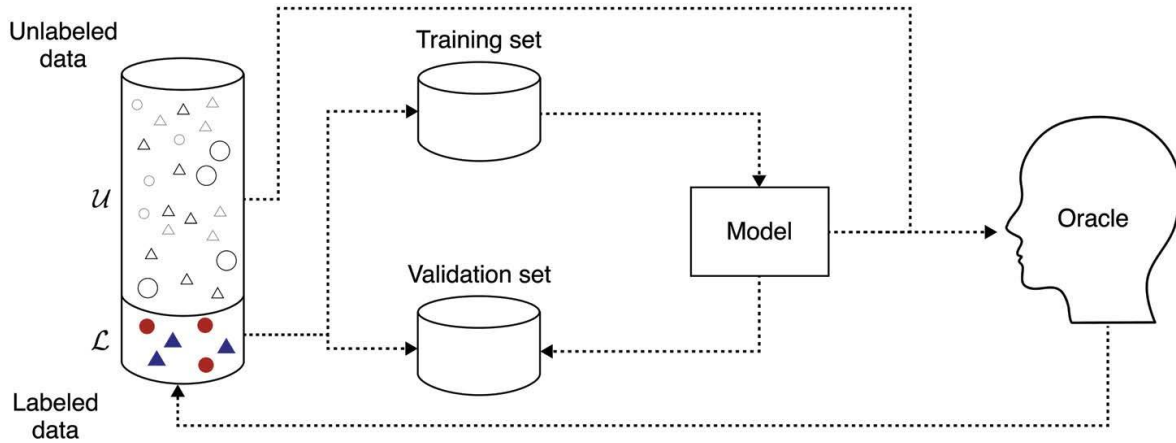 Unlabeled
data
Training set
𝒰
Model
Oracle
Validation set
ℒ
Labeled
data